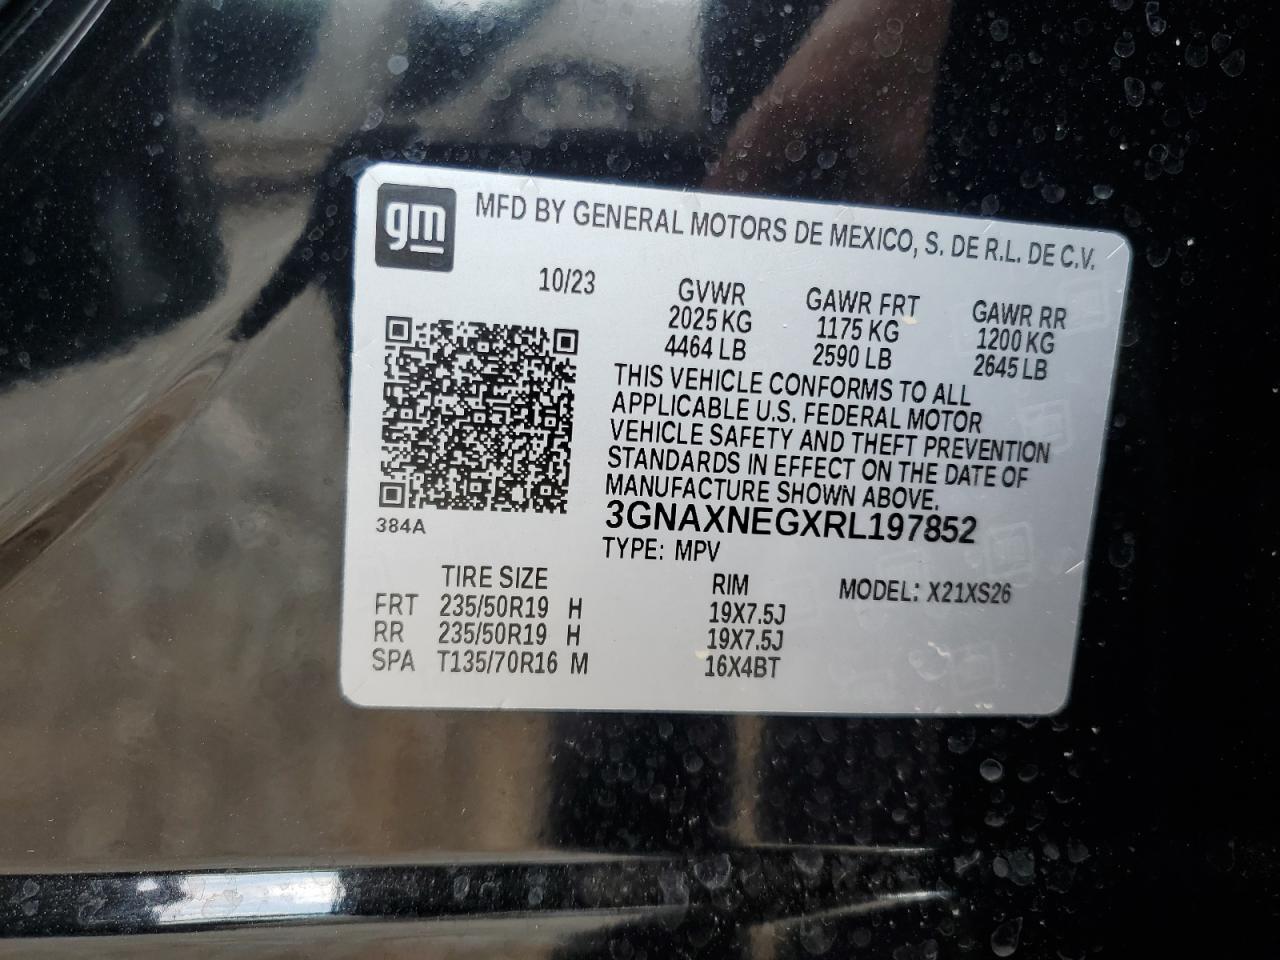 gm
MFD BY GENERAL MOTORS DE MEXICO, S. DE R.L. DE C.V.
10/23 GVWR GAWR FRT GAWR RR
2025 KG 1175 KG 1200 KG
4464 LB 2590 LB 2645 LB
THIS VEHICLE CONFORMS TO ALL
APPLICABLE U.S. FEDERAL MOTOR
VEHICLE SAFETY AND THEFT PREVENTION
STANDARDS IN EFFECT ON THE DATE OF
MANUFACTURE SHOWN ABOVE.
3GNAXNEGXRL197852
384A
TYPE: MPV
TIRE SIZE RIM MODEL: X21XS26
FRT 235/50R19 H 19X7.5J
RR 235/50R19 H 19X7.5J
SPA T135/70R16 M 16X4BT